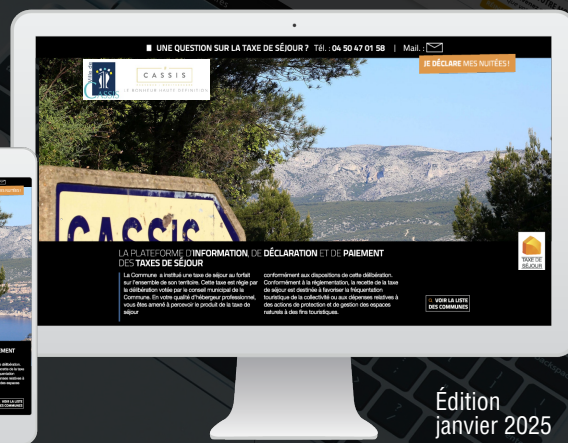 UNE QUESTION SUR LA TAXE DE SÉJOUR ? Tél. : 04 50 47 01 58 | Mail. :
JE DÉCLARE MES NUITÉES !
CASSIS
CASSIS
LE BONHEUR HAUTE DÉFINITION
CASSIS
LA PLATEFORME D'INFORMATION, DE DÉCLARATION ET DE PAIEMENT
DES TAXES DE SÉJOUR
La Commune a institué une taxe de séjour au forfait
sur l'ensemble de son territoire. Cette taxe est régie par
la délibération votée par le conseil municipal de la
Commune. En votre qualité d'hébergeur professionnel,
vous êtes amené à percevoir le produit de la taxe de
séjour
conformément aux dispositions de cette délibération.
Conformément à la réglementation, la recette de la taxe
de séjour est destinée à favoriser la fréquentation
touristique de la collectivité ou aux dépenses relatives à
des actions de protection et de gestion des espaces
naturels à des fins touristiques.
TAXE DE
SÉJOUR
VOIR LA LISTE
DES COMMUNES
VOIR LA LISTE
DES COMMUNES
Édition
janvier 2025